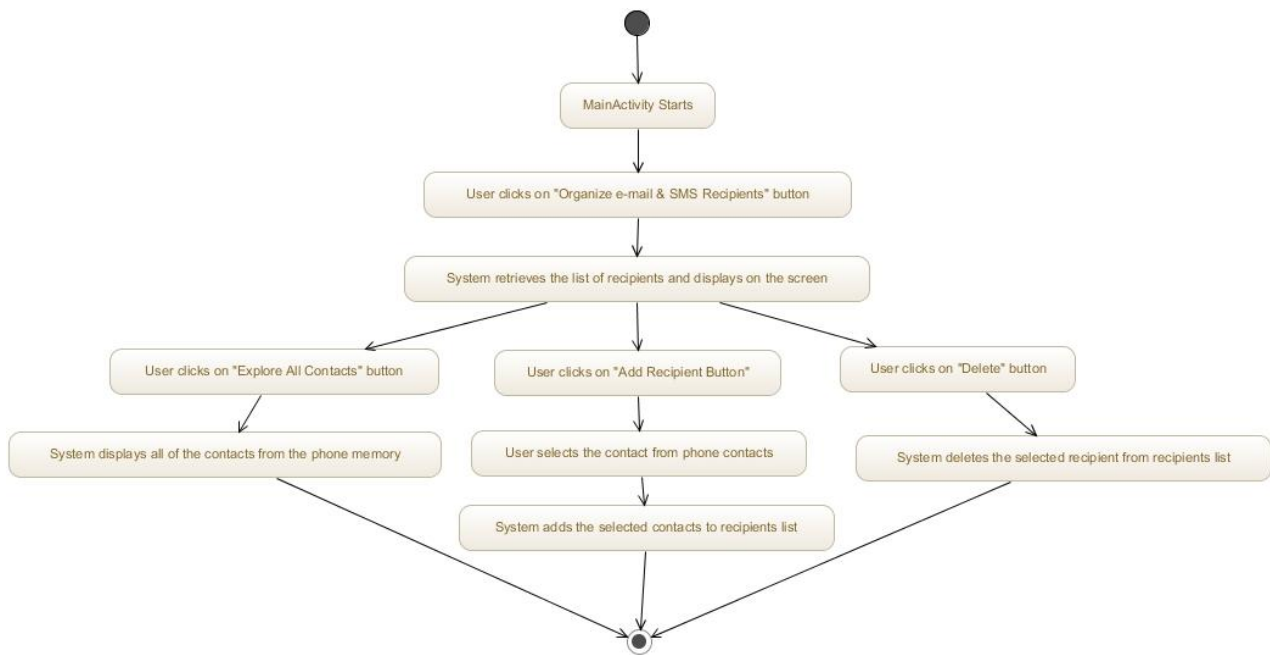 MainActivity Starts
User clicks on "Organize e-mail & SMS Recipients" button
System retrieves the list of recipients and displays on the screen
User clicks on "Explore All Contacts" button
User clicks on "Add Recipient Button"
User clicks on "Delete" button
System displays all of the contacts from the phone memory
User selects the contact from phone contacts
System deletes the selected recipient from recipients list
System adds the selected contacts to recipients list